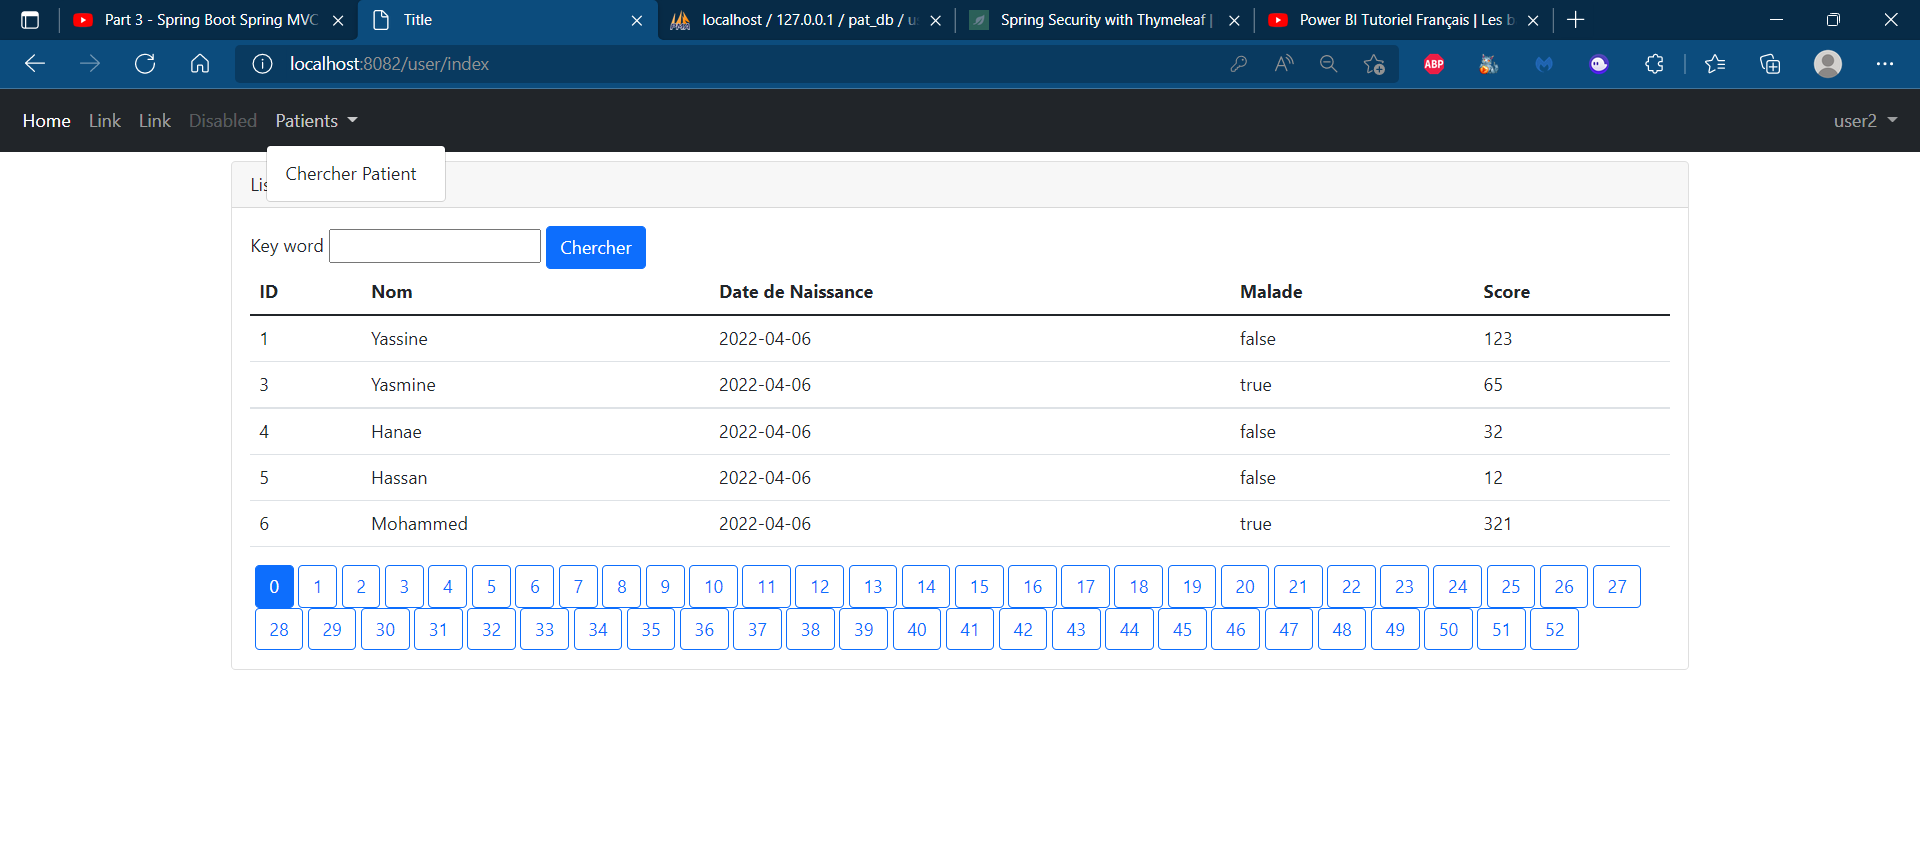 Part 3 - Spring Boot Spring MVC
Title
localhost / 127.0.0.1 / pat_db / u
Spring Security with Thymeleaf |
Power BI Tutoriel Français | Les b
localhost:8082/user/index
ABP
Home Link Link Disabled Patients user2
Chercher Patient
Lis
Key word Chercher
ID Nom Date de Naissance Malade Score
1 Yassine 2022-04-06 false 123
3 Yasmine 2022-04-06 true 65
4 Hanae 2022-04-06 false 32
5 Hassan 2022-04-06 false 12
6 Mohammed 2022-04-06 true 321
0 1 2 3 4 5 6 7 8 9 10 11 12 13 14 15 16 17 18 19 20 21 22 23 24 25 26 27
28 29 30 31 32 33 34 35 36 37 38 39 40 41 42 43 44 45 46 47 48 49 50 51 52